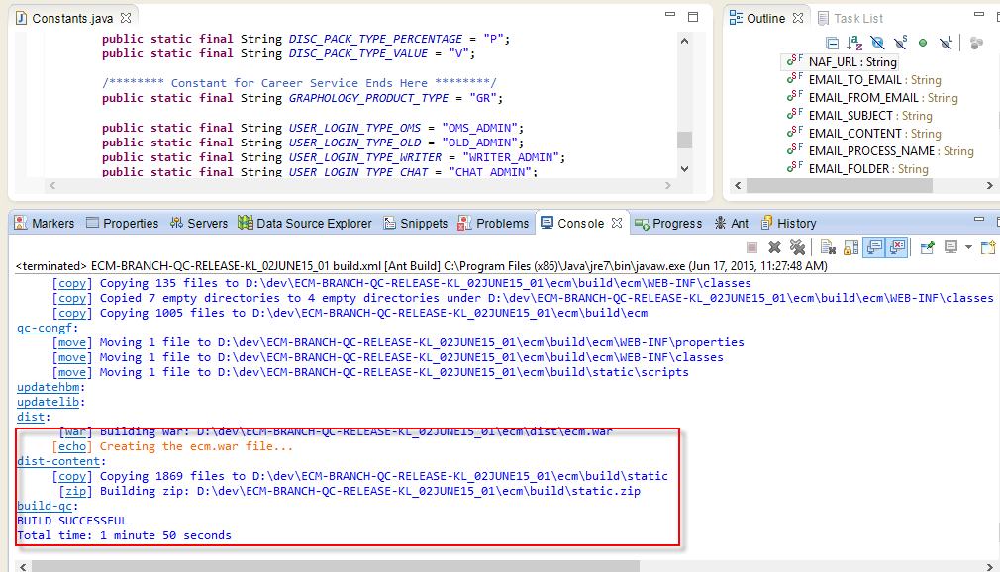 Constants.java
public static final String DISC_PACK_TYPE_PERCENTAGE = "P";
public static final String DISC_PACK_TYPE_VALUE = "V";
/******** Constant for Career Service Ends Here ********/
public static final String GRAPHOLOGY_PRODUCT_TYPE = "GR";
public static final String USER_LOGIN_TYPE_OMS = "OMS_ADMIN";
public static final String USER_LOGIN_TYPE_OLD = "OLD_ADMIN";
public static final String USER_LOGIN_TYPE_WRITER = "WRITER_ADMIN";
public static final String USER_LOGIN_TYPE_CHAT = "CHAT_ADMIN";
Outline Task List
NAF_URL : String
EMAIL_TO_EMAIL : String
EMAIL_FROM_EMAIL : String
EMAIL_SUBJECT : String
EMAIL_CONTENT : String
EMAIL_PROCESS_NAME : String
EMAIL_FOLDER : String
Markers Properties Servers Data Source Explorer Snippets Problems Console Progress Ant History
<terminated> ECM-BRANCH-QC-RELEASE-KL_02JUNE15_01 build.xml [Ant Build] C:\Program Files (x86)\Java\jre7\bin\javaw.exe (Jun 17, 2015, 11:27:48 AM)
[copy] Copying 135 files to D:\dev\ECM-BRANCH-QC-RELEASE-KL_02JUNE15_01\ecm\build\ecm\WEB-INF\classes
[copy] Copied 7 empty directories to 4 empty directories under D:\dev\ECM-BRANCH-QC-RELEASE-KL_02JUNE15_01\ecm\build\ecm\WEB-INF\classes
[copy] Copying 1005 files to D:\dev\ECM-BRANCH-QC-RELEASE-KL_02JUNE15_01\ecm\build\ecm
qc-congf:
[move] Moving 1 file to D:\dev\ECM-BRANCH-QC-RELEASE-KL_02JUNE15_01\ecm\build\ecm\WEB-INF\properties
[move] Moving 1 file to D:\dev\ECM-BRANCH-QC-RELEASE-KL_02JUNE15_01\ecm\build\ecm\WEB-INF\classes
[move] Moving 1 file to D:\dev\ECM-BRANCH-QC-RELEASE-KL_02JUNE15_01\ecm\build\static\scripts
updatehbm:
updatelib:
dist:
[war] Building war: D:\dev\ECM-BRANCH-QC-RELEASE-KL_02JUNE15_01\ecm\dist\ecm.war
[echo] Creating the ecm.war file...
dist-content:
[copy] Copying 1869 files to D:\dev\ECM-BRANCH-QC-RELEASE-KL_02JUNE15_01\ecm\build\static
[zip] Building zip: D:\dev\ECM-BRANCH-QC-RELEASE-KL_02JUNE15_01\ecm\build\static.zip
build-qc:
BUILD SUCCESSFUL
Total time: 1 minute 50 seconds